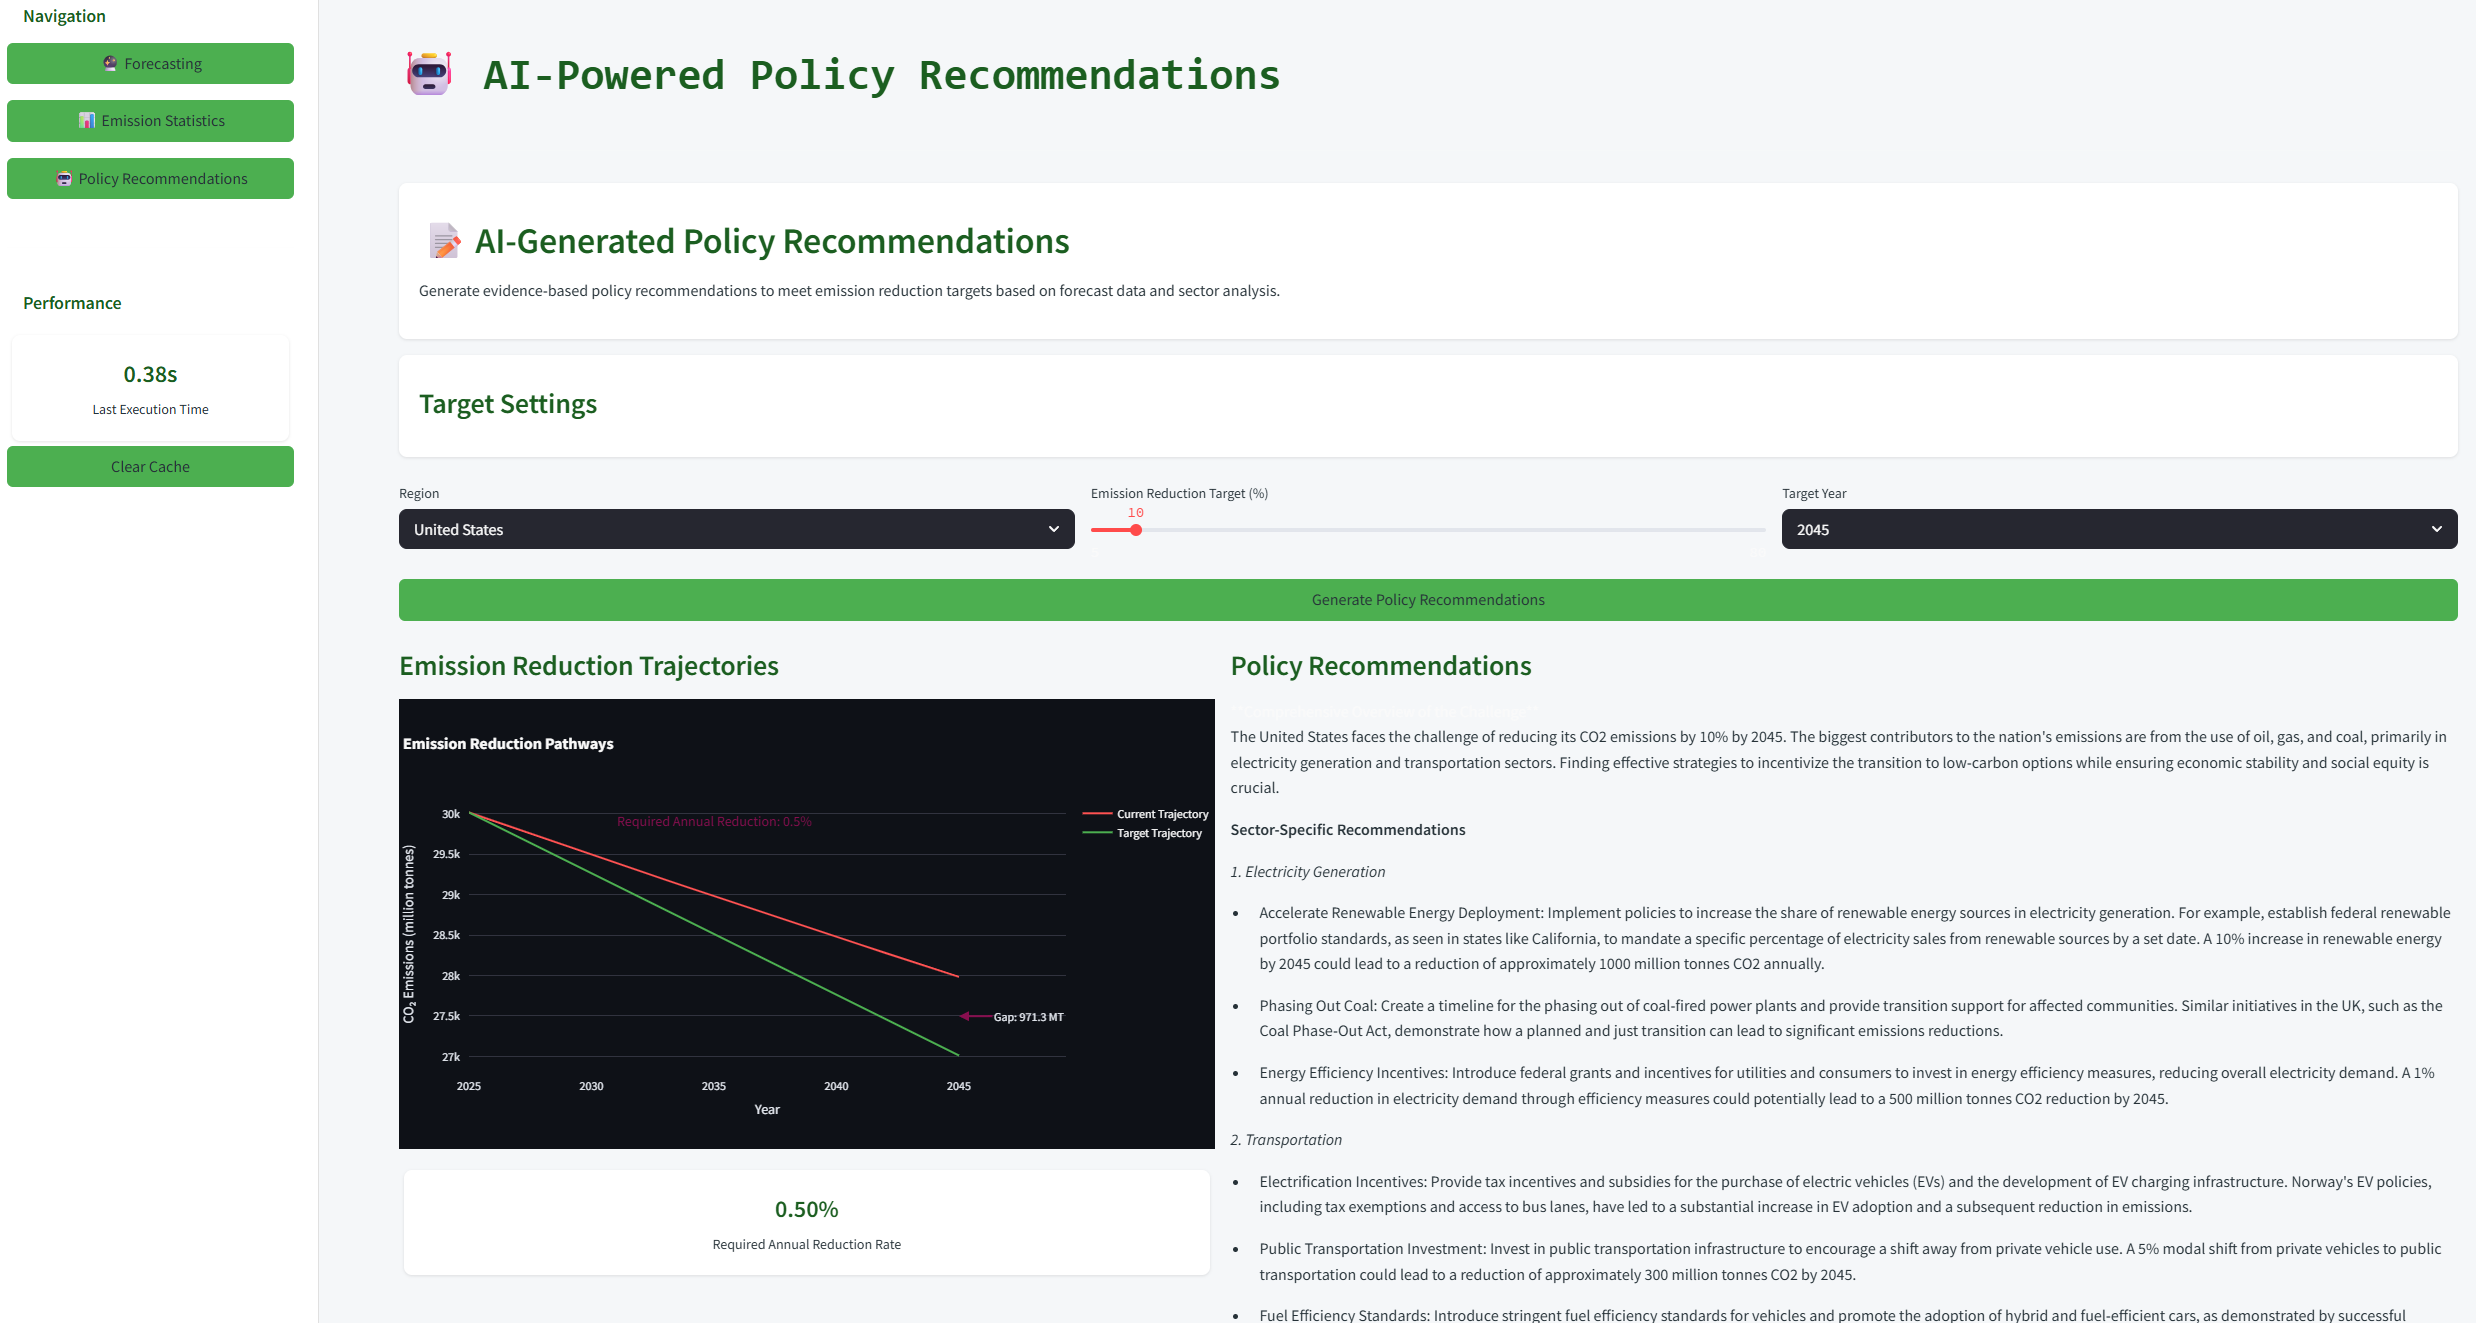 Navigation
Forecasting
Emission Statistics
Policy Recommendations
Performance
0.38s
Last Execution Time
Clear Cache
AI-Powered Policy Recommendations
AI-Generated Policy Recommendations
Generate evidence-based policy recommendations to meet emission reduction targets based on forecast data and sector analysis.
Target Settings
Region
United States
Emission Reduction Target (%)
10
Target Year
2045
Generate Policy Recommendations
Emission Reduction Trajectories
Emission Reduction Pathways
30k
29.5k
29k
28.5k
28k
27.5k
27k
CO₂ Emissions (million tonnes)
Required Annual Reduction: 0.5%
Current Trajectory
Target Trajectory
Gap: 971.3 MT
2025
2030
2035
2040
2045
Year
0.50%
Required Annual Reduction Rate
Policy Recommendations
The United States faces the challenge of reducing its CO2 emissions by 10% by 2045. The biggest contributors to the nation's emissions are from the use of oil, gas, and coal, primarily in
electricity generation and transportation sectors. Finding effective strategies to incentivize the transition to low-carbon options while ensuring economic stability and social equity is
crucial.
Sector-Specific Recommendations
1. Electricity Generation
• Accelerate Renewable Energy Deployment: Implement policies to increase the share of renewable energy sources in electricity generation. For example, establish federal renewable
portfolio standards, as seen in states like California, to mandate a specific percentage of electricity sales from renewable sources by a set date. A 10% increase in renewable energy
by 2045 could lead to a reduction of approximately 1000 million tonnes CO2 annually.
• Phasing Out Coal: Create a timeline for the phasing out of coal-fired power plants and provide transition support for affected communities. Similar initiatives in the UK, such as the
Coal Phase-Out Act, demonstrate how a planned and just transition can lead to significant emissions reductions.
• Energy Efficiency Incentives: Introduce federal grants and incentives for utilities and consumers to invest in energy efficiency measures, reducing overall electricity demand. A 1%
annual reduction in electricity demand through efficiency measures could potentially lead to a 500 million tonnes CO2 reduction by 2045.
2. Transportation
• Electrification Incentives: Provide tax incentives and subsidies for the purchase of electric vehicles (EVs) and the development of EV charging infrastructure. Norway's EV policies,
including tax exemptions and access to bus lanes, have led to a substantial increase in EV adoption and a subsequent reduction in emissions.
• Public Transportation Investment: Invest in public transportation infrastructure to encourage a shift away from private vehicle use. A 5% modal shift from private vehicles to public
transportation could lead to a reduction of approximately 300 million tonnes CO2 by 2045.
• Fuel Efficiency Standards: Introduce stringent fuel efficiency standards for vehicles and promote the adoption of hybrid and fuel-efficient cars, as demonstrated by successful